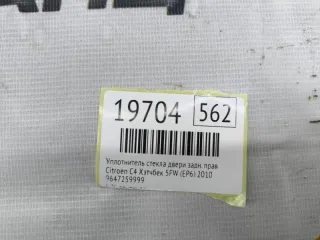 19704 562
Уплотнитель стекла двери задн. прав
Citroen C4 Хэтчбек 5FW (EP6) 2010
9647259999